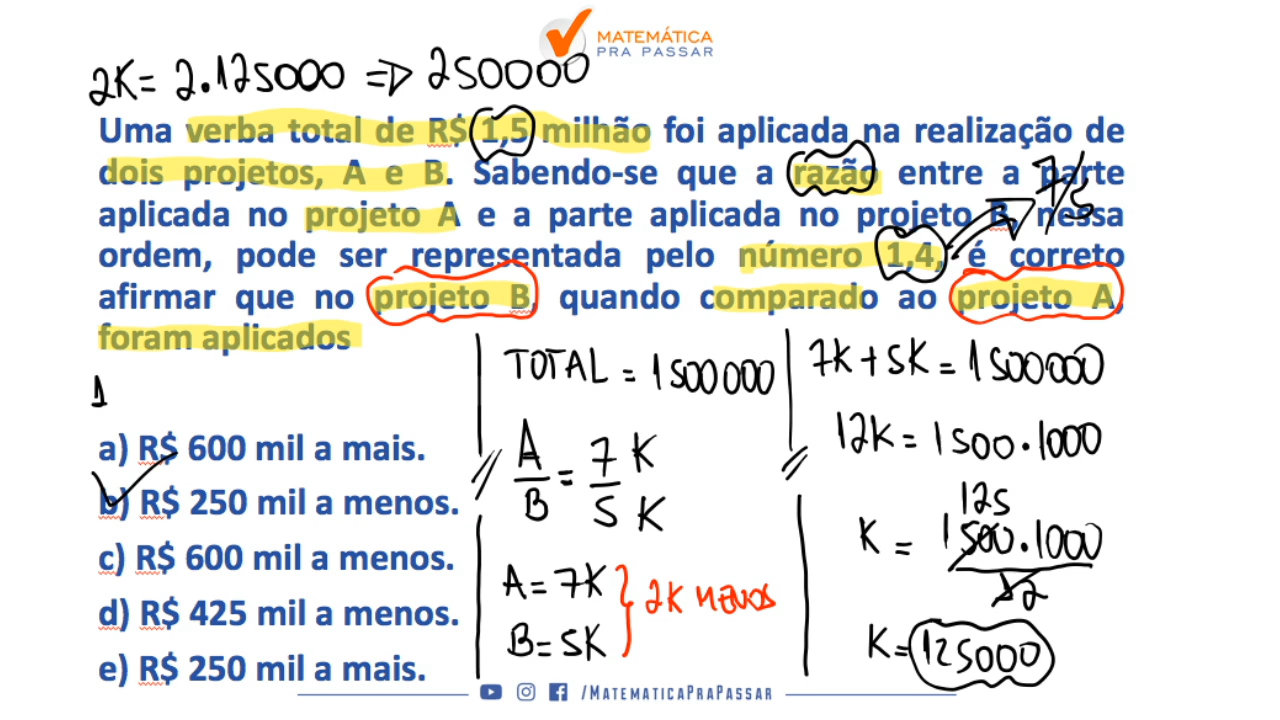 MATEMÁTICA
PRA PASSAR
2K = 2.125000 => 250000
Uma verba total de R$ 1,5 milhão foi aplicada na realização de
dois projetos, A e B. Sabendo-se que a razão entre a parte
7/5
aplicada no projeto A e a parte aplicada no projeto B, nessa
ordem, pode ser representada pelo número 1,4, é correto
afirmar que no projeto B, quando comparado ao projeto A,
foram aplicados
1
a) R$ 600 mil a mais.
b) R$ 250 mil a menos.
c) R$ 600 mil a menos.
d) R$ 425 mil a menos.
e) R$ 250 mil a mais.
TOTAL = 1500000
A/B = 7K/5K
A = 7K
B = 5K
2K MENOS
7K + 5K = 1500000
12K = 1500.1000
125
K = 1500.1000/12
K = 125000
/MATEMATICAPRAPASSAR